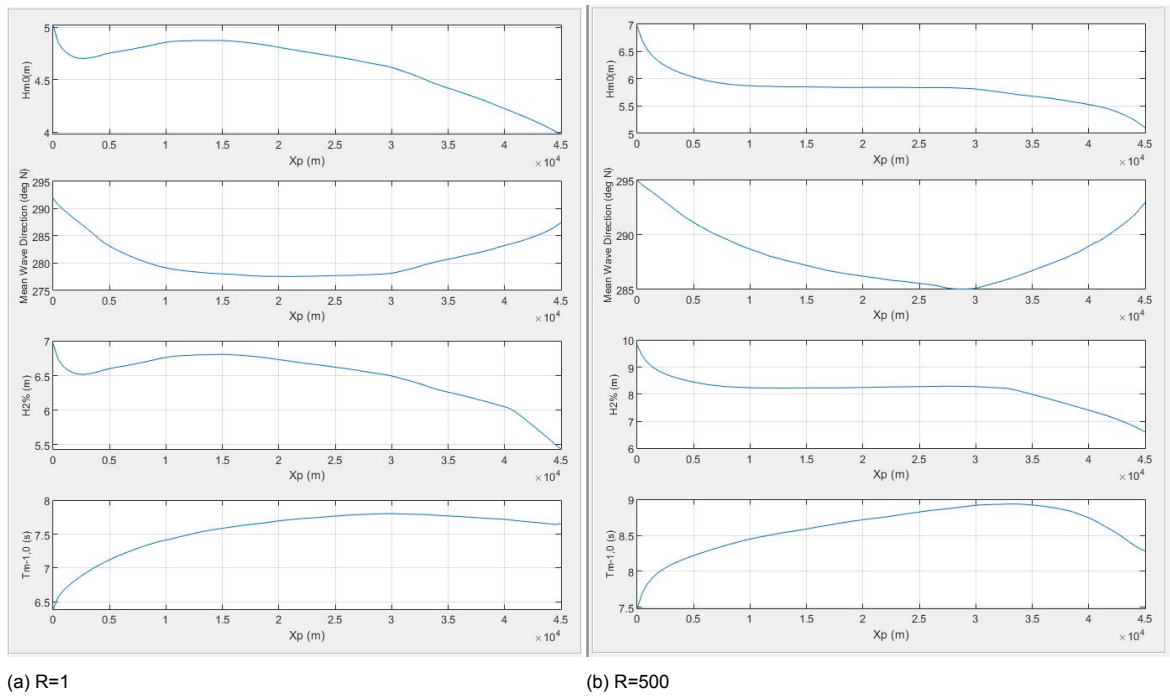 5
4.5
4
Hm0(m)
0 0.5 1 1.5 2 2.5 3 3.5 4 4.5
Xp (m)
× 10⁴
295
290
285
280
275
Mean Wave Direction (deg N)
0 0.5 1 1.5 2 2.5 3 3.5 4 4.5
Xp (m)
× 10⁴
7
6.5
6
5.5
H2% (m)
0 0.5 1 1.5 2 2.5 3 3.5 4 4.5
Xp (m)
× 10⁴
8
7.5
7
6.5
Tm-1,0 (s)
0 0.5 1 1.5 2 2.5 3 3.5 4 4.5
Xp (m)
× 10⁴
(a) R=1
7
6.5
6
5.5
5
Hm0(m)
0 0.5 1 1.5 2 2.5 3 3.5 4 4.5
Xp (m)
× 10⁴
295
290
285
Mean Wave Direction (deg N)
0 0.5 1 1.5 2 2.5 3 3.5 4 4.5
Xp (m)
× 10⁴
10
9
8
7
6
H2% (m)
0 0.5 1 1.5 2 2.5 3 3.5 4 4.5
Xp (m)
× 10⁴
9
8.5
8
7.5
Tm-1,0 (s)
0 0.5 1 1.5 2 2.5 3 3.5 4 4.5
Xp (m)
× 10⁴
(b) R=500